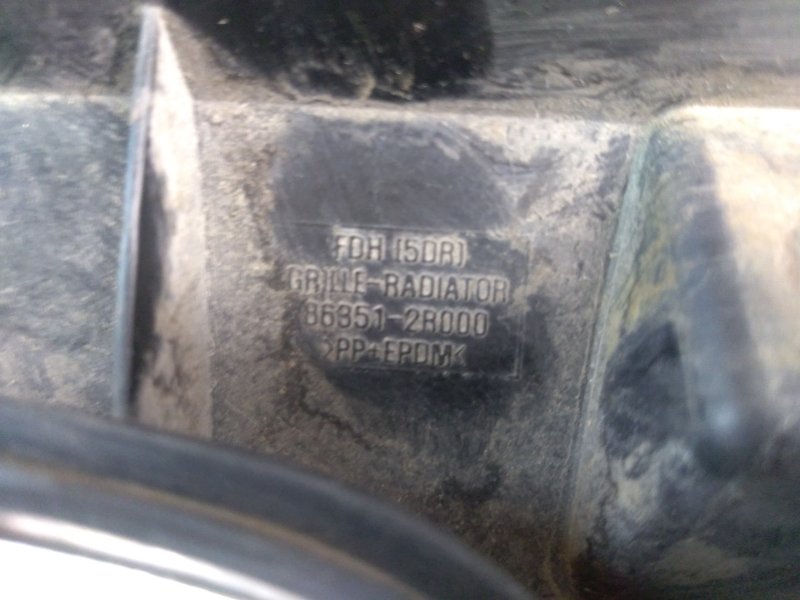 FDH (5DR)
GRILLE-RADIATOR
86351-2R000
>PP+EPDM<